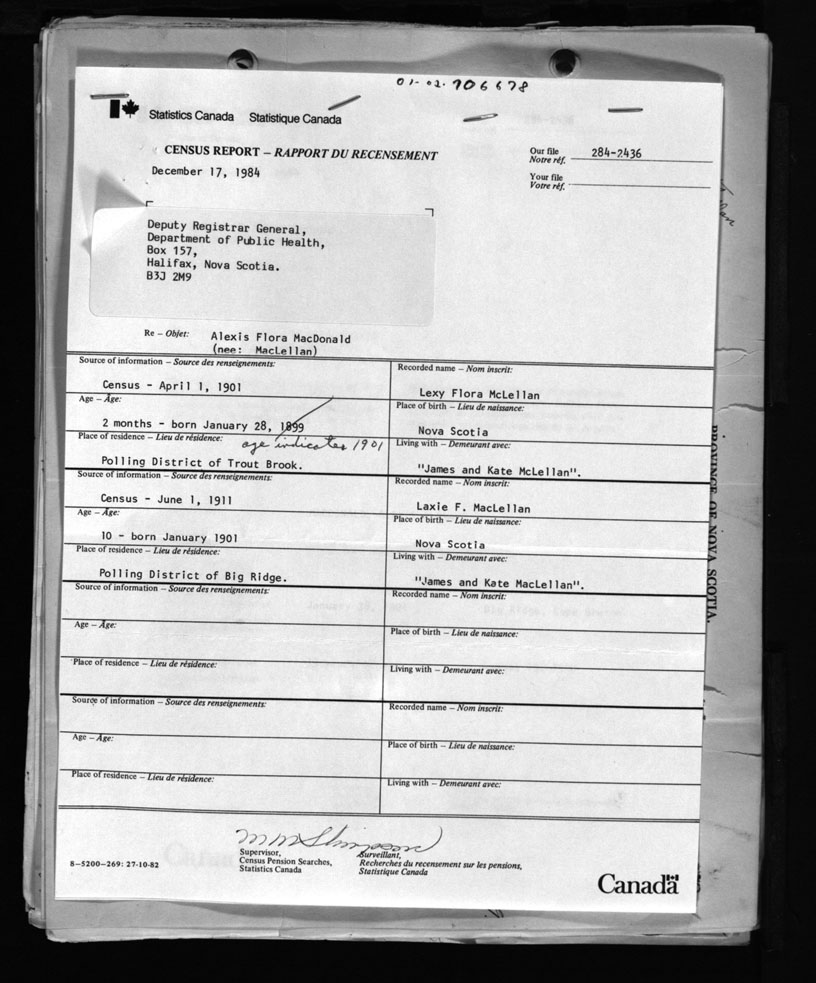 01-02.706678
Statistics Canada Statistique Canada
CENSUS REPORT – RAPPORT DU RECENSEMENT
December 17, 1984
Our file
Notre réf. 284-2436
Your file
Votre réf.
Deputy Registrar General,
Department of Public Health,
Box 157,
Halifax, Nova Scotia.
B3J 2M9
Re – Objet: Alexis Flora MacDonald
(nee: MacLellan)
Source of information – Source des renseignements:
Census - April 1, 1901
Recorded name – Nom inscrit:
Lexy Flora McLellan
Age – Âge:
2 months - born January 28, 1899
age indicates 1901
Place of birth – Lieu de naissance:
Nova Scotia
Place of residence – Lieu de résidence:
Polling District of Trout Brook.
Living with – Demeurant avec:
"James and Kate McLellan".
Source of information – Source des renseignements:
Census - June 1, 1911
Recorded name – Nom inscrit:
Laxie F. MacLellan
Age – Âge:
10 - born January 1901
Place of birth – Lieu de naissance:
Nova Scotia
Place of residence – Lieu de résidence:
Polling District of Big Ridge.
Living with – Demeurant avec:
"James and Kate MacLellan".
Source of information – Source des renseignements:
Recorded name – Nom inscrit:
Age – Âge:
Place of birth – Lieu de naissance:
Place of residence – Lieu de résidence:
Living with – Demeurant avec:
Source of information – Source des renseignements:
Recorded name – Nom inscrit:
Age – Âge:
Place of birth – Lieu de naissance:
Place of residence – Lieu de résidence:
Living with – Demeurant avec:
Supervisor,
Census Pension Searches,
Statistics Canada
Surveillant,
Recherches du recensement sur les pensions,
Statistique Canada
8-5200-269: 27-10-82
Canada
PROVINCE OF NOVA SCOTIA.